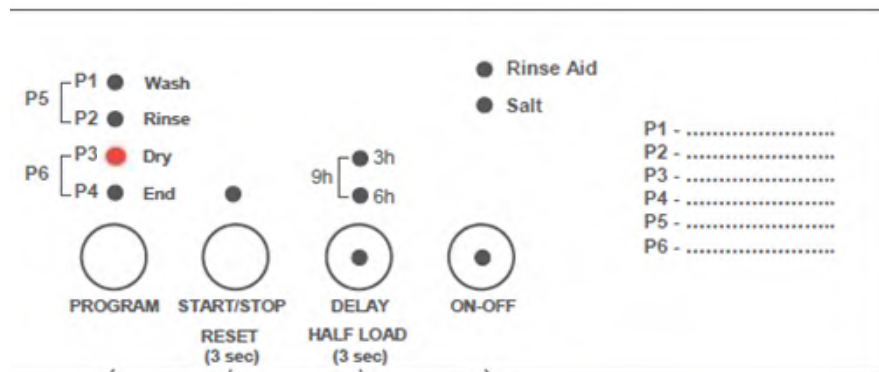 P1 Wash
P5
P2 Rinse
P3 Dry
P6
P4 End
Rinse Aid
Salt
3h
9h
6h
P1 - .......................
P2 - .......................
P3 - .......................
P4 - .......................
P5 - .......................
P6 - .......................
PROGRAM START/STOP DELAY ON-OFF
RESET HALF LOAD
(3 sec) (3 sec)